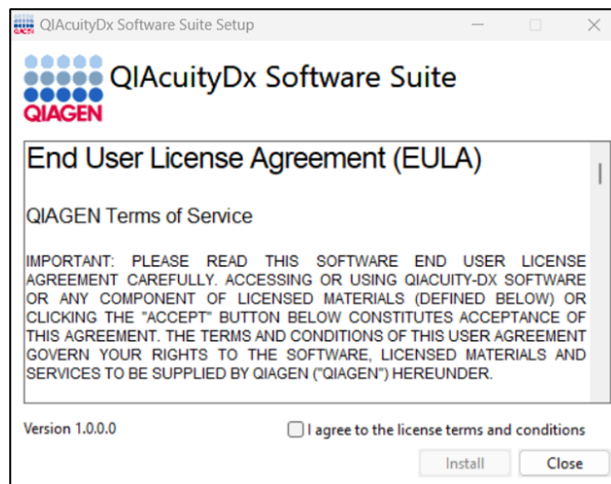 QIAcuityDx Software Suite Setup
QIAcuityDx Software Suite
QIAGEN
End User License Agreement (EULA)
QIAGEN Terms of Service
IMPORTANT: PLEASE READ THIS SOFTWARE END USER LICENSE
AGREEMENT CAREFULLY. ACCESSING OR USING QIACUITY-DX SOFTWARE
OR ANY COMPONENT OF LICENSED MATERIALS (DEFINED BELOW) OR
CLICKING THE "ACCEPT" BUTTON BELOW CONSTITUTES ACCEPTANCE OF
THIS AGREEMENT. THE TERMS AND CONDITIONS OF THIS USER AGREEMENT
GOVERN YOUR RIGHTS TO THE SOFTWARE, LICENSED MATERIALS AND
SERVICES TO BE SUPPLIED BY QIAGEN ("QIAGEN") HEREUNDER.
Version 1.0.0.0
I agree to the license terms and conditions
Install
Close